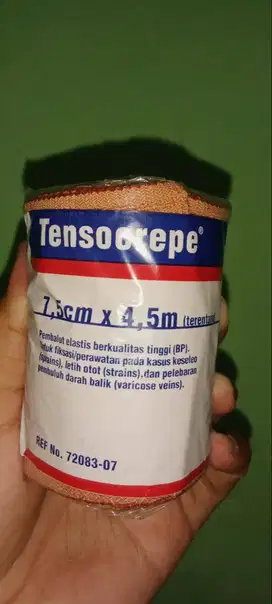 Tensocrepe®
7,5cm x 4,5m (terentang)
Pembalut elastis berkualitas tinggi (BP).
Untuk fiksasi/perawatan pada kasus keseleo
(sprains), letih otot (strains).dan pelebaran
pembuluh darah balik (varicose veins).
REF No. 72083-07